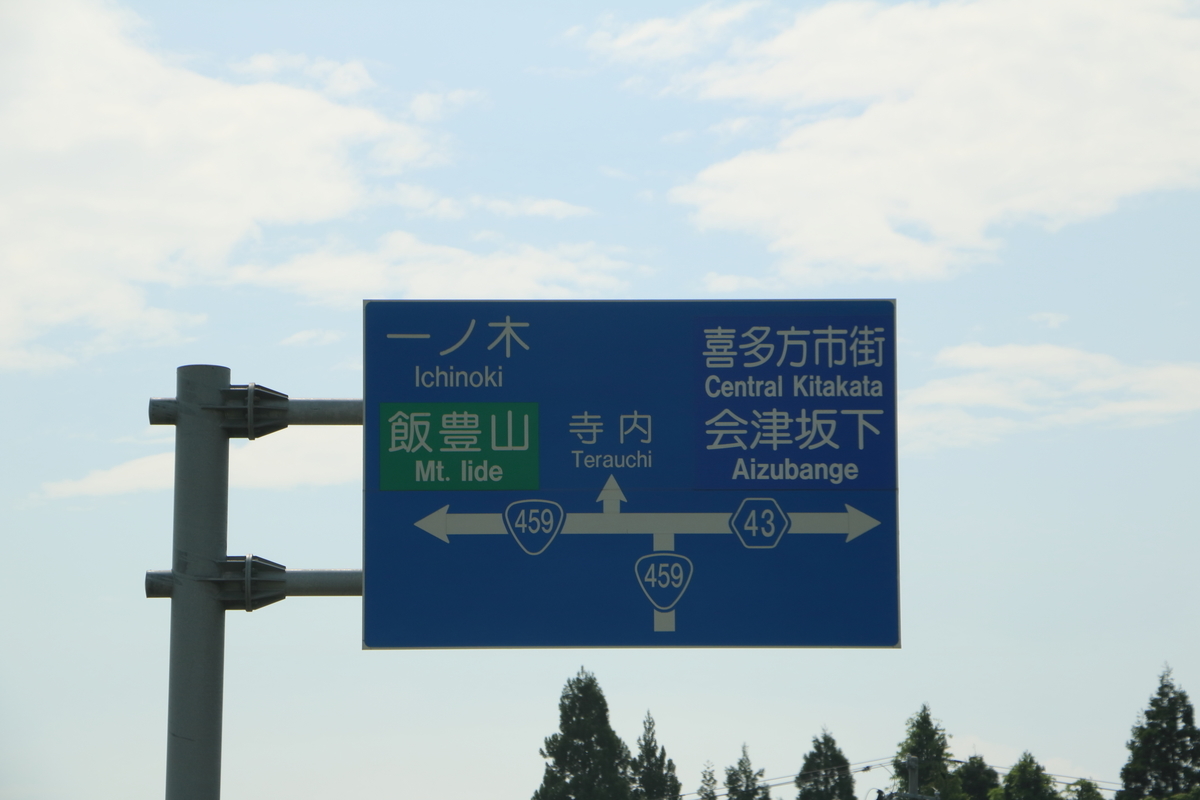 一ノ木
Ichinoki
飯豊山
Mt. Iide
寺内
Terauchi
喜多方市街
Central Kitakata
会津坂下
Aizubange
459
43
459